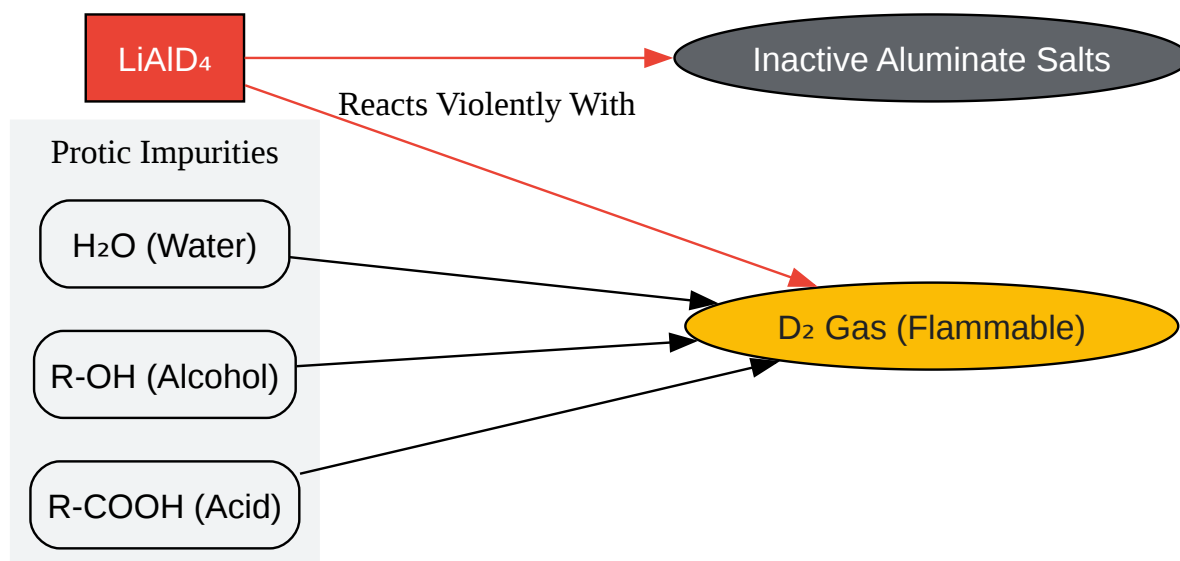 LiAlD₄
Inactive Aluminate Salts
Reacts Violently With
Protic Impurities
H₂O (Water)
D₂ Gas (Flammable)
R-OH (Alcohol)
R-COOH (Acid)